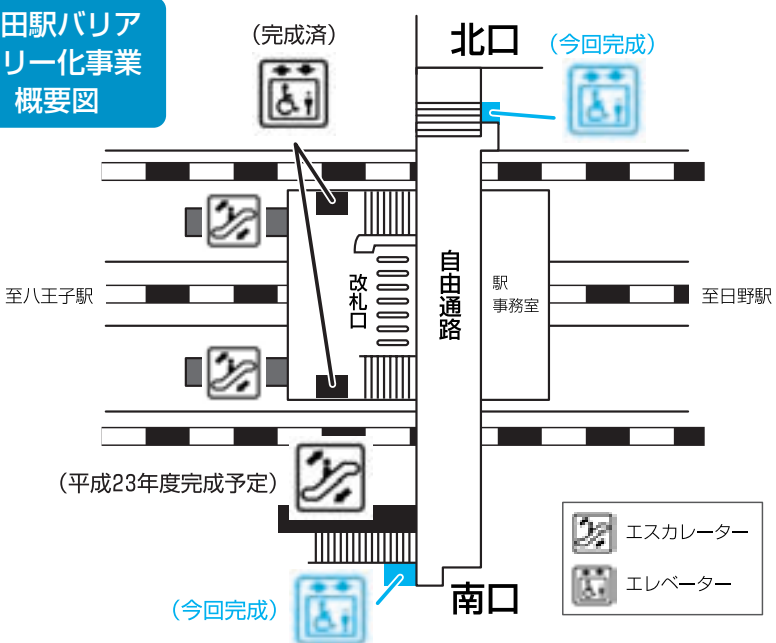 田駅バリア
リー化事業
概要図
(完成済)
北口
(今回完成)
至八王子駅
改札口
自由通路
駅
事務室
至日野駅
(平成23年度完成予定)
エスカレーター
エレベーター
(今回完成)
南口